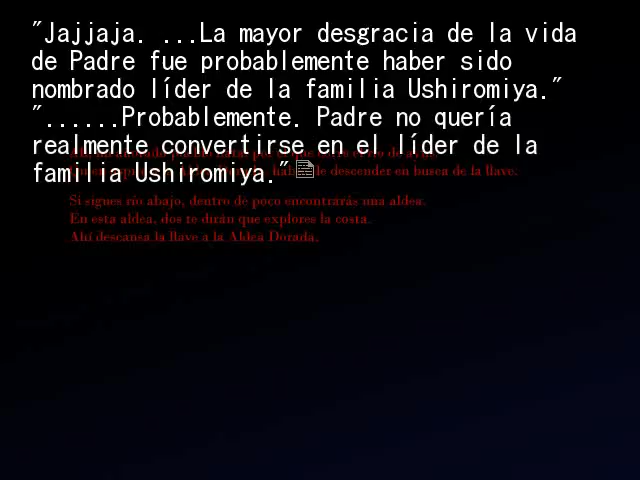 "Jajjaja. ...La mayor desgracia de la vida
de Padre fue probablemente haber sido
nombrado líder de la familia Ushiromiya."
"......Probablemente. Padre no quería
realmente convertirse en el líder de la
familia Ushiromiya."
de descender en busca de la llave.
Si sigues río abajo, dentro de poco encontrarás una aldea.
En esta aldea, dos te dirán que explores la costa.
Ahí descansa la llave a la Aldea Dorada.